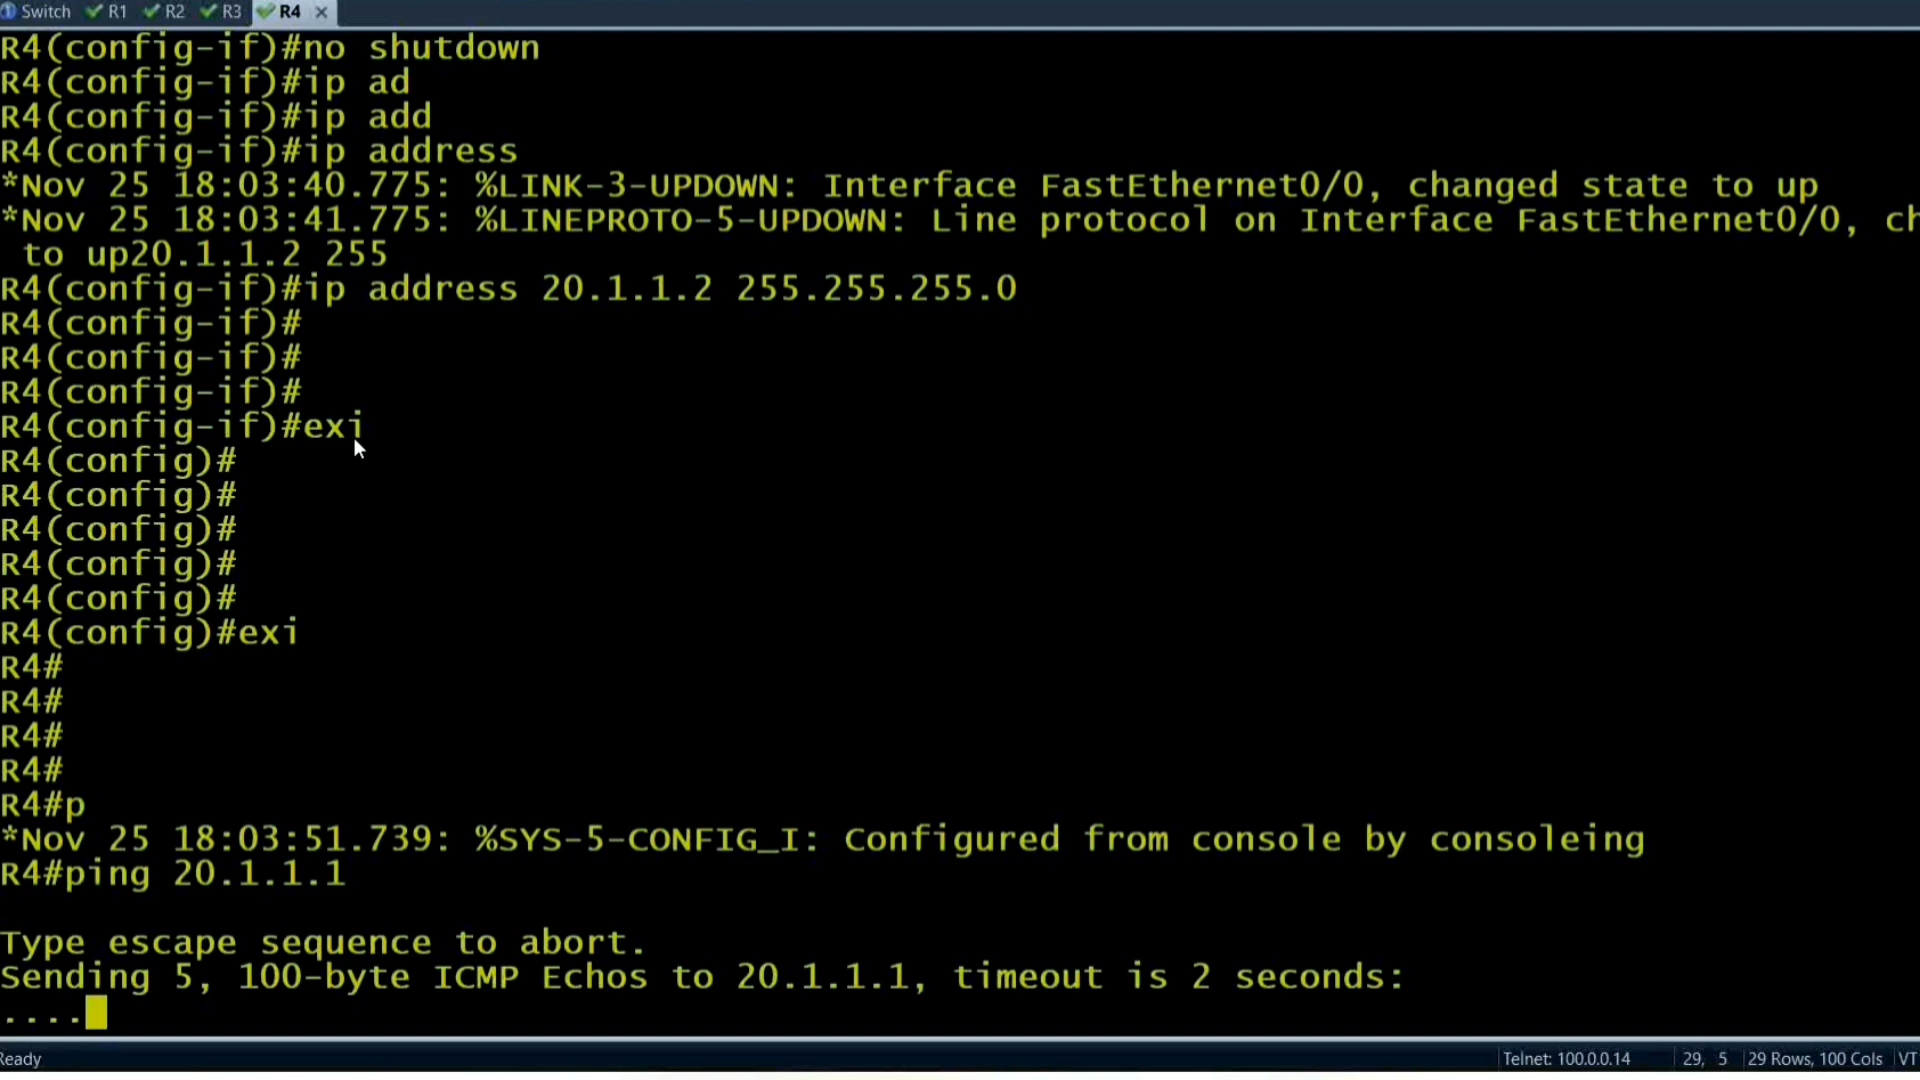 Switch R1 R2 R3 R4
R4(config-if)#no shutdown
R4(config-if)#ip ad
R4(config-if)#ip add
R4(config-if)#ip address
*Nov 25 18:03:40.775: %LINK-3-UPDOWN: Interface FastEthernet0/0, changed state to up
*Nov 25 18:03:41.775: %LINEPROTO-5-UPDOWN: Line protocol on Interface FastEthernet0/0, ch
to up20.1.1.2 255
R4(config-if)#ip address 20.1.1.2 255.255.255.0
R4(config-if)#
R4(config-if)#
R4(config-if)#
R4(config-if)#exi
R4(config)#
R4(config)#
R4(config)#
R4(config)#
R4(config)#
R4(config)#exi
R4#
R4#
R4#
R4#
R4#p
*Nov 25 18:03:51.739: %SYS-5-CONFIG_I: Configured from console by consoleing
R4#ping 20.1.1.1
Type escape sequence to abort.
Sending 5, 100-byte ICMP Echos to 20.1.1.1, timeout is 2 seconds:
....
Ready Telnet: 100.0.0.14 29, 5 29 Rows, 100 Cols VT